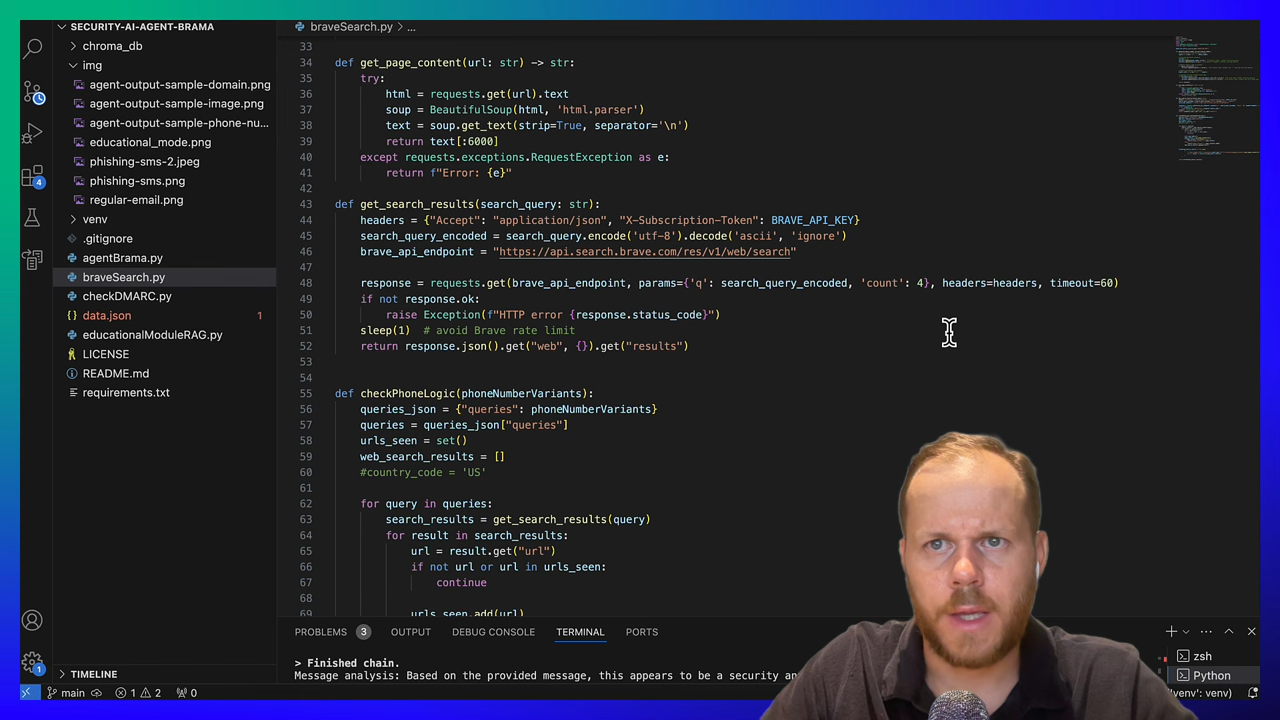 SECURITY-AI-AGENT-BRAMA
chroma_db
img
agent-output-sample-domain.png
agent-output-sample-image.png
agent-output-sample-phone-nu...
educational_mode.png
phishing-sms-2.jpeg
phishing-sms.png
regular-email.png
venv
.gitignore
agentBrama.py
braveSearch.py
checkDMARC.py
data.json 1
educationalModuleRAG.py
LICENSE
README.md
requirements.txt
TIMELINE
4
1
braveSearch.py > ...
33
34 def get_page_content(url: str) -> str:
35 try:
36 html = requests.get(url).text
37 soup = BeautifulSoup(html, 'html.parser')
38 text = soup.get_text(strip=True, separator='\n')
39 return text[:6000]
40 except requests.exceptions.RequestException as e:
41 return f"Error: {e}"
42
43 def get_search_results(search_query: str):
44 headers = {"Accept": "application/json", "X-Subscription-Token": BRAVE_API_KEY}
45 search_query_encoded = search_query.encode('utf-8').decode('ascii', 'ignore')
46 brave_api_endpoint = "https://api.search.brave.com/res/v1/web/search"
47
48 response = requests.get(brave_api_endpoint, params={'q': search_query_encoded, 'count': 4}, headers=headers, timeout=60)
49 if not response.ok:
50 raise Exception(f"HTTP error {response.status_code}")
51 sleep(1) # avoid Brave rate limit
52 return response.json().get("web", {}).get("results")
53
54
55 def checkPhoneLogic(phoneNumberVariants):
56 queries_json = {"queries": phoneNumberVariants}
57 queries = queries_json["queries"]
58 urls_seen = set()
59 web_search_results = []
60 #country_code = 'US'
61
62 for query in queries:
63 search_results = get_search_results(query)
64 for result in search_results:
65 url = result.get("url")
66 if not url or url in urls_seen:
67 continue
68
69 urls_seen.add(url)
PROBLEMS 3 OUTPUT DEBUG CONSOLE TERMINAL PORTS
> Finished chain.
Message analysis: Based on the provided message, this appears to be a security an
zsh
Python
main 1 2 0
('venv': venv)